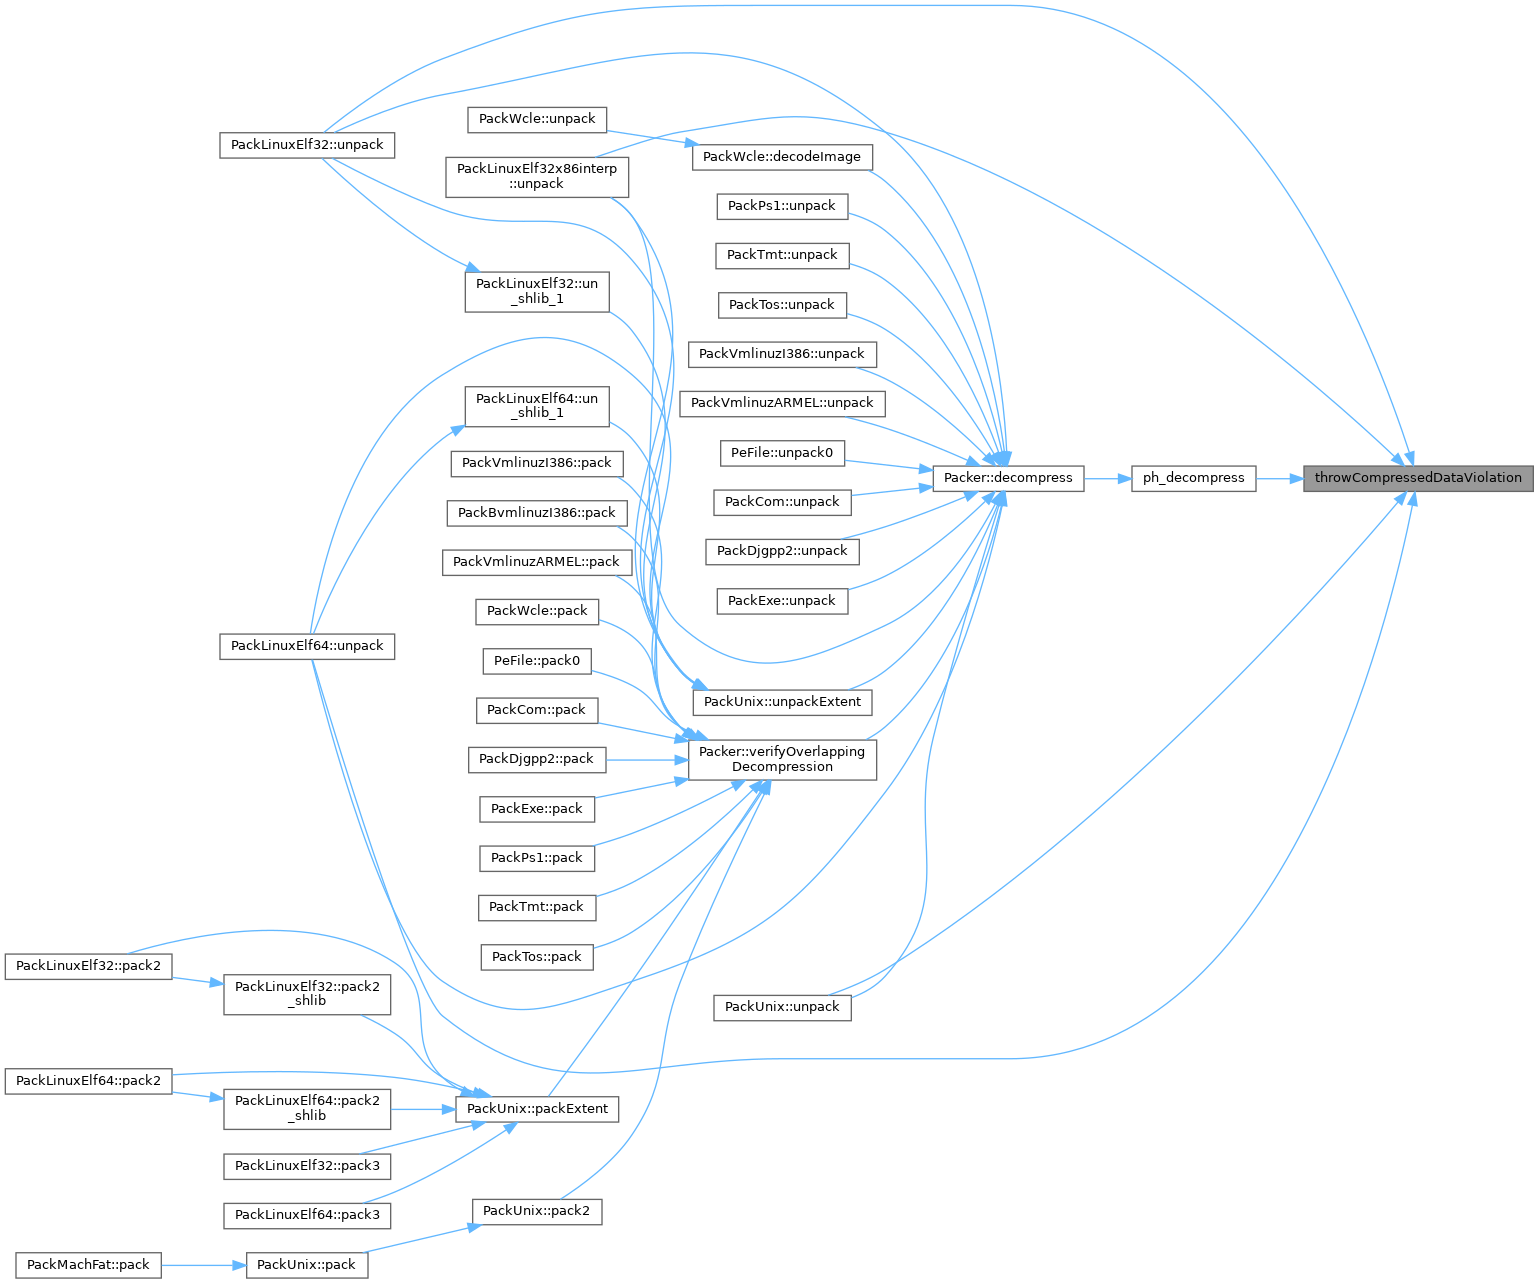 PackLinuxElf32::unpack
PackWcle::unpack
PackLinuxElf32x86interp
::unpack
PackLinuxElf32::un
_shlib_1
PackLinuxElf64::un
_shlib_1
PackVmlinuzI386::pack
PackBvmlinuzI386::pack
PackVmlinuzARMEL::pack
PackWcle::pack
PeFile::pack0
PackCom::pack
PackDjgpp2::pack
PackExe::pack
PackPs1::pack
PackTmt::pack
PackTos::pack
PackLinuxElf64::unpack
PackWcle::decodeImage
PackPs1::unpack
PackTmt::unpack
PackTos::unpack
PackVmlinuzI386::unpack
PackVmlinuzARMEL::unpack
PeFile::unpack0
PackCom::unpack
PackDjgpp2::unpack
PackExe::unpack
PackUnix::unpackExtent
Packer::verifyOverlapping
Decompression
PackUnix::unpack
Packer::decompress
ph_decompress
throwCompressedDataViolation
PackLinuxElf32::pack2
PackLinuxElf32::pack2
_shlib
PackLinuxElf64::pack2
PackLinuxElf64::pack2
_shlib
PackUnix::packExtent
PackLinuxElf32::pack3
PackLinuxElf64::pack3
PackUnix::pack2
PackMachFat::pack
PackUnix::pack